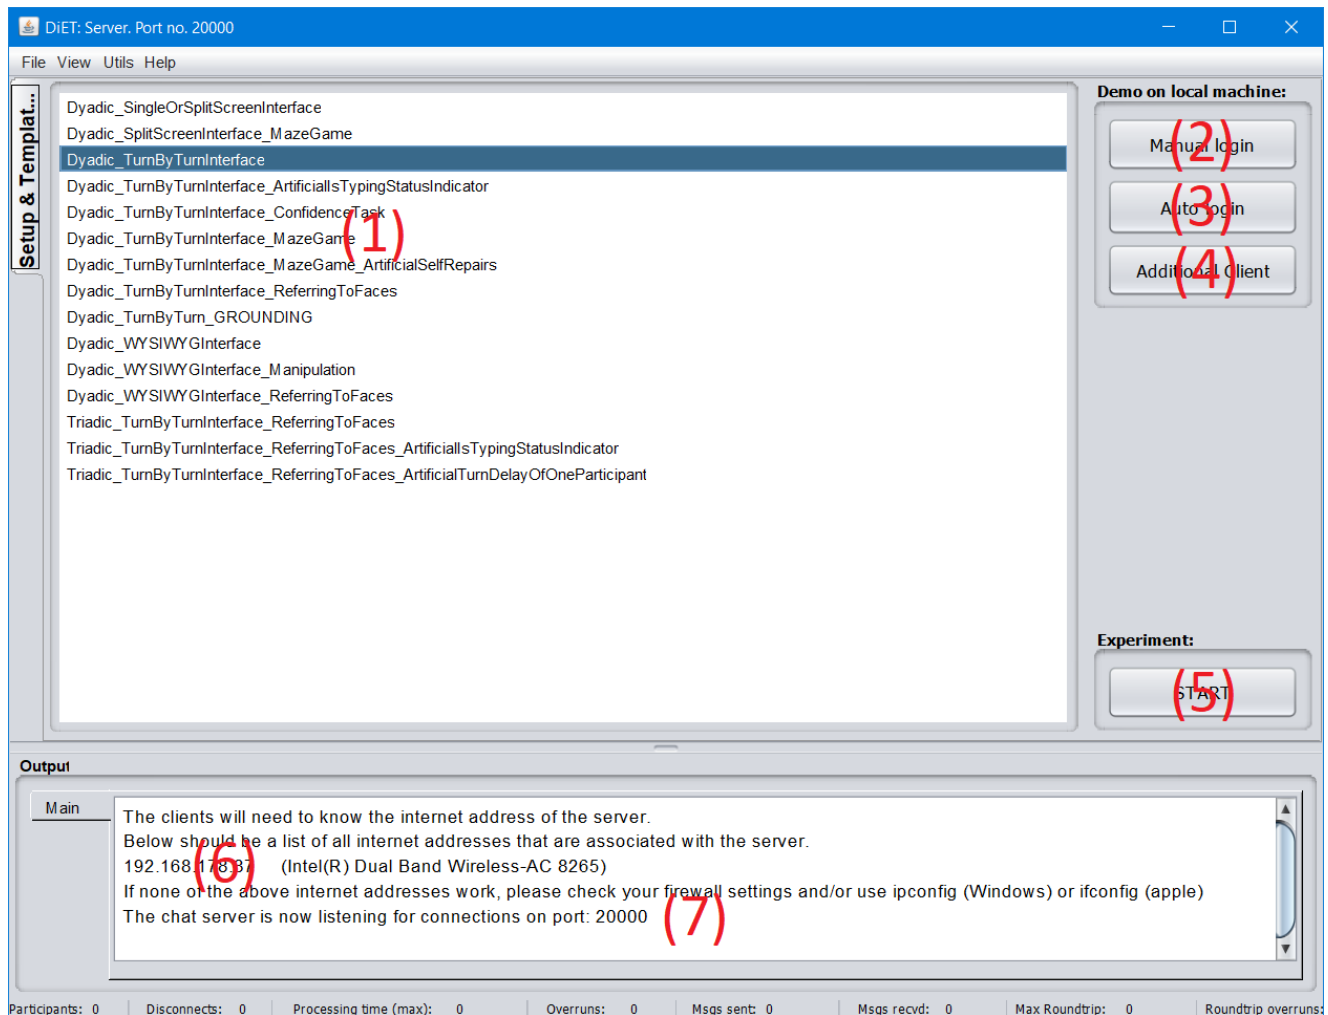 DiET: Server. Port no. 20000
File View Utils Help
Setup & Templat...
Dyadic_SingleOrSplitScreenInterface
Dyadic_SplitScreenInterface_MazeGame
Dyadic_TurnByTurnInterface
Dyadic_TurnByTurnInterface_ArtificialIsTypingStatusIndicator
Dyadic_TurnByTurnInterface_ConfidenceTask
Dyadic_TurnByTurnInterface_MazeGame
(1)
Dyadic_TurnByTurnInterface_MazeGame_ArtificialSelfRepairs
Dyadic_TurnByTurnInterface_ReferringToFaces
Dyadic_TurnByTurn_GROUNDING
Dyadic_WYSIWYGInterface
Dyadic_WYSIWYGInterface_Manipulation
Dyadic_WYSIWYGInterface_ReferringToFaces
Triadic_TurnByTurnInterface_ReferringToFaces
Triadic_TurnByTurnInterface_ReferringToFaces_ArtificialIsTypingStatusIndicator
Triadic_TurnByTurnInterface_ReferringToFaces_ArtificialTurnDelayOfOneParticipant
Demo on local machine:
Manual login
(2)
Auto login
(3)
Additional Client
(4)
Experiment:
START
(5)
Output
Main
The clients will need to know the internet address of the server.
Below should be a list of all internet addresses that are associated with the server.
192.168.178.87 (Intel(R) Dual Band Wireless-AC 8265)
(6)
If none of the above internet addresses work, please check your firewall settings and/or use ipconfig (Windows) or ifconfig (apple)
The chat server is now listening for connections on port: 20000
(7)
Participants: 0 Disconnects: 0 Processing time (max): 0 Overruns: 0 Msgs sent: 0 Msgs recvd: 0 Max Roundtrip: 0 Roundtrip overruns: